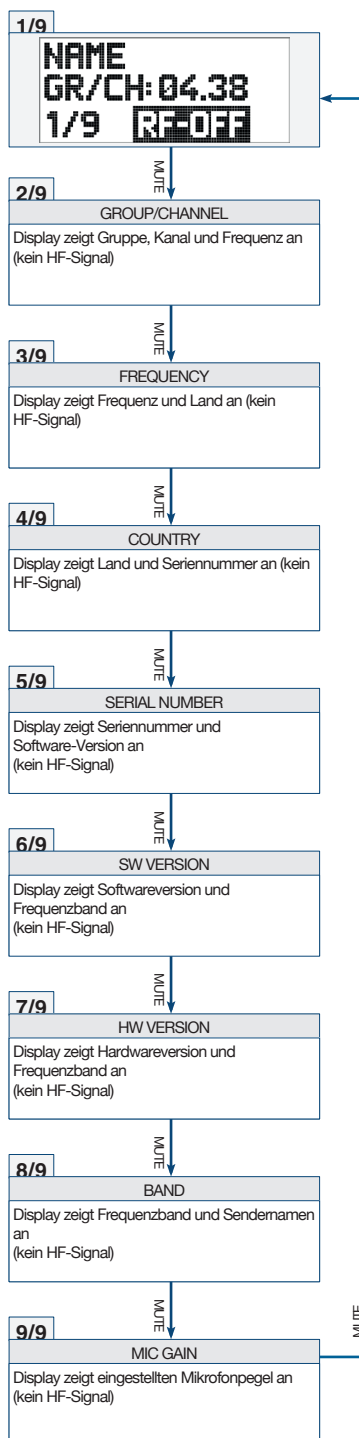 1/9
NAME
GR/CH:04.38
1/9 RF-OFF
MUTE
2/9
GROUP/CHANNEL
Display zeigt Gruppe, Kanal und Frequenz an
(kein HF-Signal)
MUTE
3/9
FREQUENCY
Display zeigt Frequenz und Land an (kein
HF-Signal)
MUTE
4/9
COUNTRY
Display zeigt Land und Seriennummer an (kein
HF-Signal)
MUTE
5/9
SERIAL NUMBER
Display zeigt Seriennummer und
Software-Version an
(kein HF-Signal)
MUTE
6/9
SW VERSION
Display zeigt Softwareversion und
Frequenzband an
(kein HF-Signal)
MUTE
7/9
HW VERSION
Display zeigt Hardwareversion und
Frequenzband an
(kein HF-Signal)
MUTE
8/9
BAND
Display zeigt Frequenzband und Sendernamen
an
(kein HF-Signal)
MUTE
9/9
MIC GAIN
Display zeigt eingestellten Mikrofonpegel an
(kein HF-Signal)
MUTE